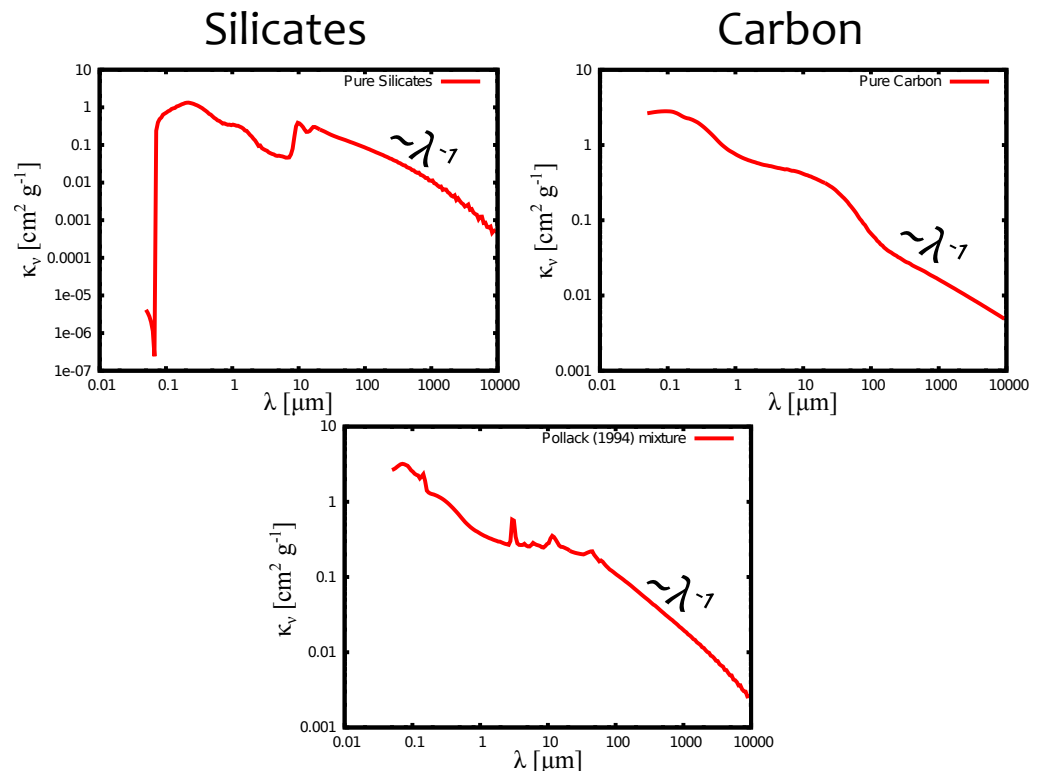 Silicates
Carbon
Pure Silicates
10
1
0.1
0.01
0.001
0.0001
1e-05
1e-06
1e-07
κν [cm² g⁻¹]
~λ⁻¹
0.01 0.1 1 10 100 1000 10000
λ [μm]
Pure Carbon
10
1
0.1
0.01
0.001
κν [cm² g⁻¹]
~λ⁻¹
0.01 0.1 1 10 100 1000 10000
λ [μm]
Pollack (1994) mixture
10
1
0.1
0.01
0.001
κν [cm² g⁻¹]
~λ⁻¹
0.01 0.1 1 10 100 1000 10000
λ [μm]